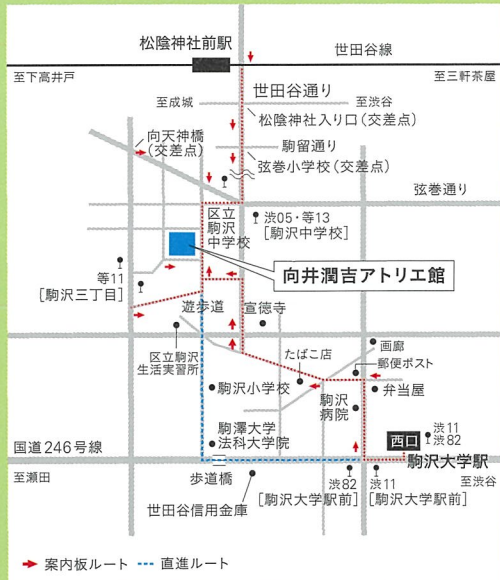 松陰神社前駅
世田谷線
至下高井戸
至三軒茶屋
世田谷通り
至成城
至渋谷
松陰神社入り口(交差点)
向天神橋
(交差点)
駒留通り
弦巻小学校(交差点)
弦巻通り
区立
駒沢
中学校
渋05・等13
[駒沢中学校]
向井潤吉アトリエ館
等11
[駒沢三丁目]
遊歩道
宣徳寺
区立駒沢
生活実習所
たばこ店
画廊
郵便ポスト
駒沢小学校
弁当屋
駒沢
病院
駒澤大学
法科大学院
渋11
渋82
西口
国道246号線
駒沢大学駅
至瀬田
至渋谷
歩道橋
世田谷信用金庫
渋82
[駒沢大学駅前]
渋11
[駒沢大学駅前]
案内板ルート
直進ルート